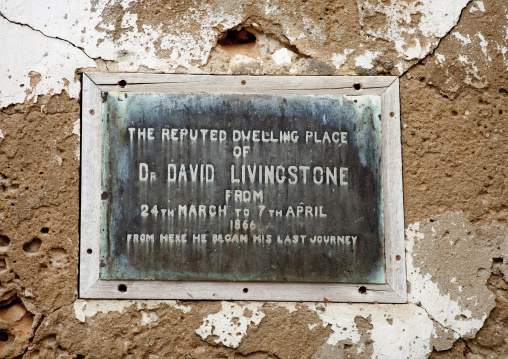 THE REPUTED DWELLING PLACE
OF
DR DAVID LIVINGSTONE
FROM
24TH MARCH TO 7TH APRIL
1866
FROM HERE HE BEGAN HIS LAST JOURNEY